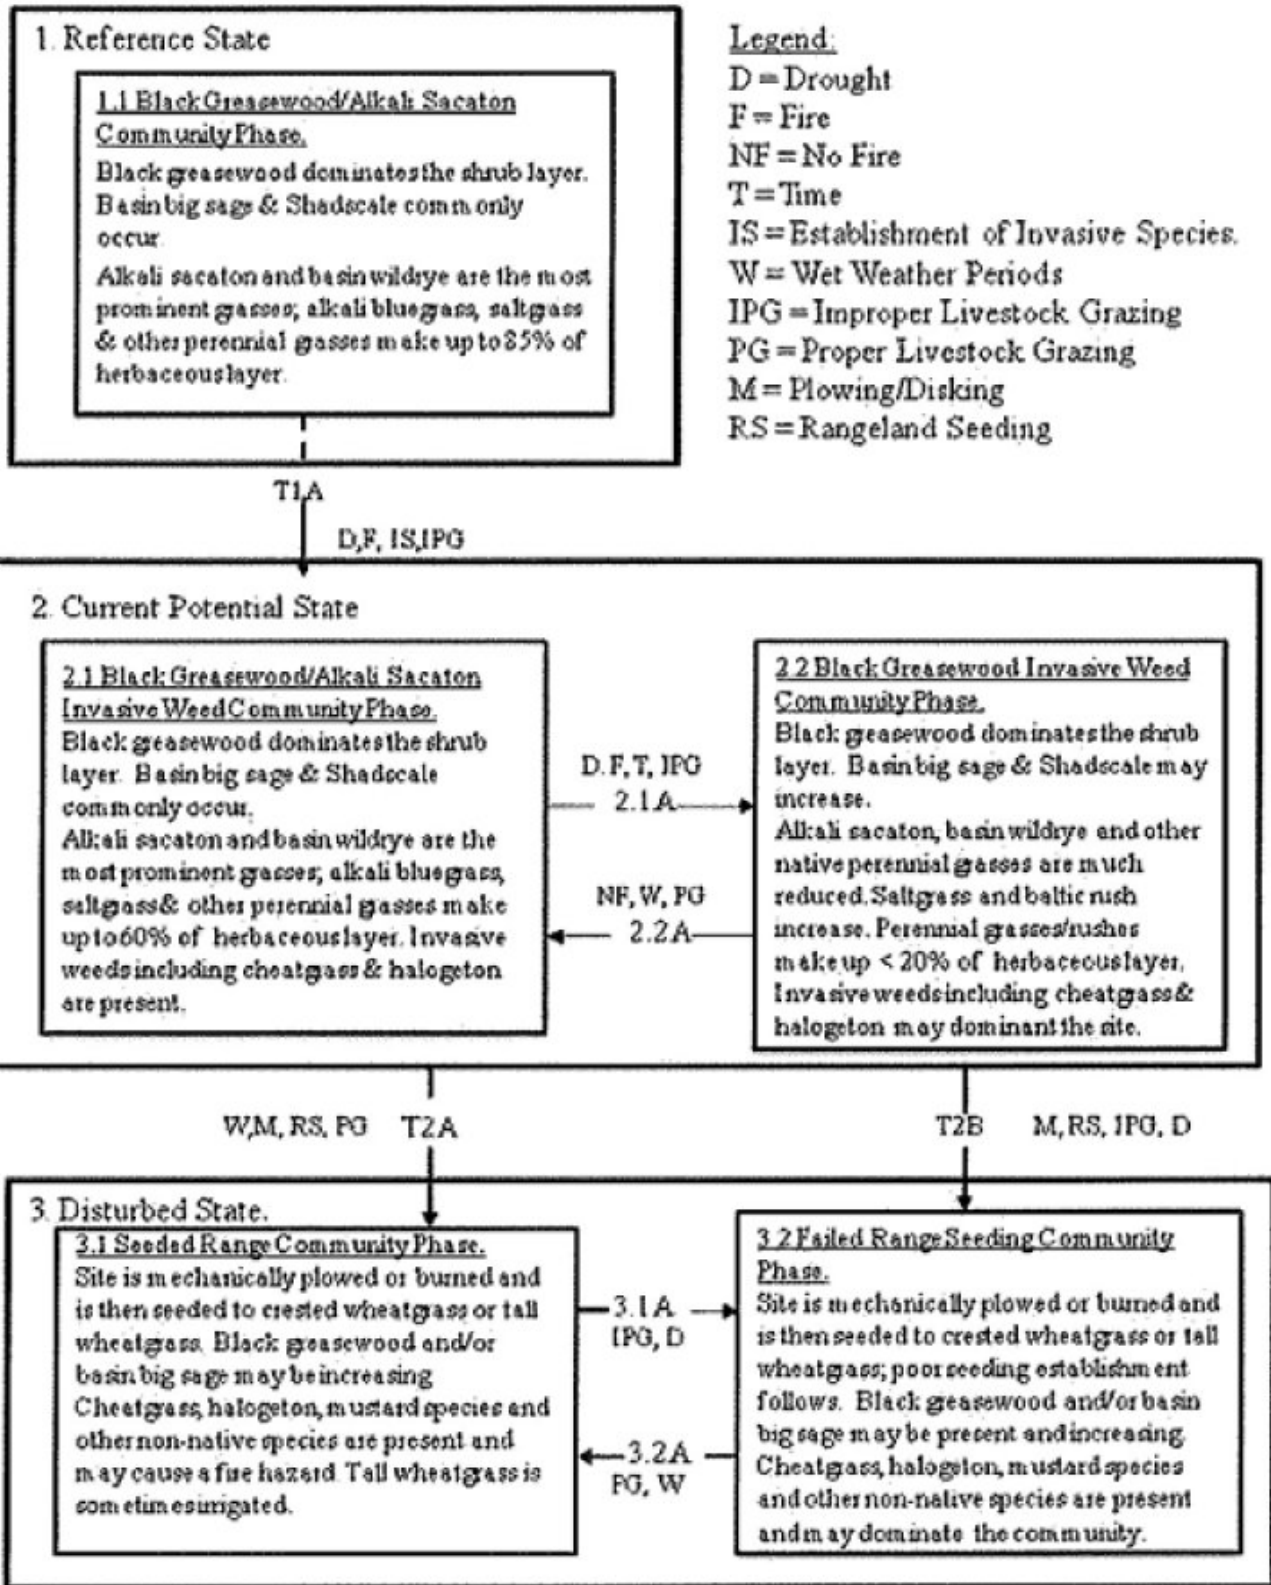 1. Reference State
1.1 Black Greasewood/Alkali Sacaton
Community Phase.
Black greasewood dominates the shrub layer.
Basin big sage & Shadscale commonly
occur.
Alkali sacaton and basin wildrye are the most
prominent grasses; alkali bluegrass, saltgrass
& other perennial gasses make up to 85% of
herbaceous layer.
Legend:
D = Drought
F = Fire
NF = No Fire
T = Time
IS = Establishment of Invasive Species.
W = Wet Weather Periods
IPG = Improper Livestock Grazing
PG = Proper Livestock Grazing
M = Plowing/Disking
RS = Rangeland Seeding
T1A
D,F, IS,IPG
2. Current Potential State
2.1 Black Greasewood/Alkali Sacaton
Invasive Weed Community Phase.
Black greasewood dominates the shrub
layer. Basin big sage & Shadscale
commonly occur.
Alkali sacaton and basin wildrye are the
most prominent grasses; alkali bluegrass,
saltgrass & other perennial gasses make
up to 60% of herbaceous layer. Invasive
weeds including cheatgrass & halogeton
are present.
D.F,T, IPG
2.1A
NF, W, PG
2.2A
2.2 Black Greasewood Invasive Weed
Community Phase.
Black greasewood dominates the shrub
layer. Basin big sage & Shadscale may
increase.
Alkali sacaton, basin wildrye and other
native perennial grasses are much
reduced. Saltgrass and baltic rush
increase. Perennial grasses/rushes
make up < 20% of herbaceous layer.
Invasive weeds including cheatgrass &
halogeton may dominant the site.
W,M, RS, PG T2A
T2B M, RS, IPG, D
3. Disturbed State.
3.1 Seeded Range Community Phase.
Site is mechanically plowed or burned and
is then seeded to crested wheatgrass or tall
wheatgrass. Black greasewood and/or
basin big sage may be increasing
Cheatgrass, halogeton, mustard species and
other non-native species are present and
may cause a fire hazard. Tall wheatgrass is
sometimes irrigated.
3.1A
IPG, D
3.2A
PG, W
3.2 Failed Range Seeding Community
Phase.
Site is mechanically plowed or burned and
is then seeded to crested wheatgrass or tall
wheatgrass; poor seeding establishment
follows. Black greasewood and/or basin
big sage may be present and increasing.
Cheatgrass, halogeton, mustard species
and other non-native species are present
and may dominate the community.